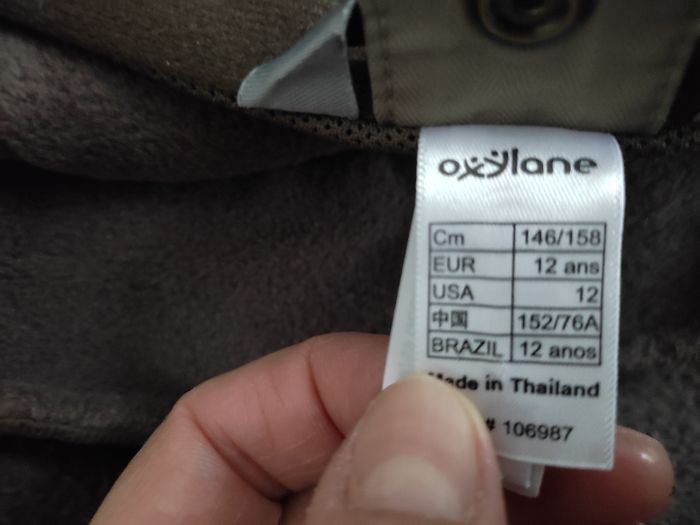 oxylane
Cm 146/158
EUR 12 ans
USA 12
中国 152/76A
BRAZIL 12 anos
Made in Thailand
# 106987